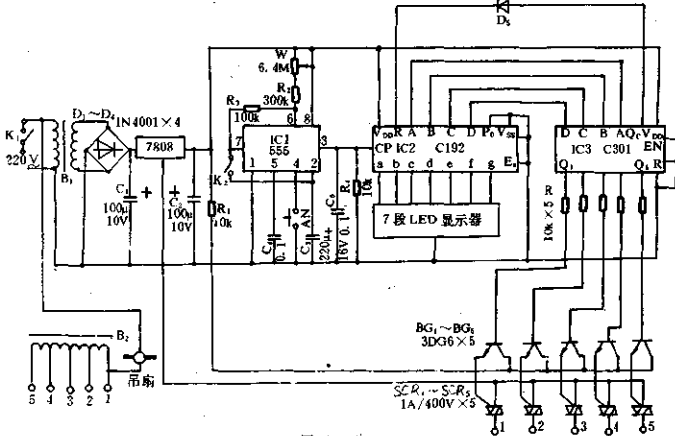 D₅
W
6.4M
R₂
300k
R₃
100k
D₁~D₄
1N4001×4
7808
K₁
220V
B₁
C₁
100μ
10V
C₂
100μ
10V
R₁
10k
K₂
6 8
7
IC1
555
3
1 5 4 2
C₄
0.1
AN
C₃
220μ
16V
C₅
0.1
R₄
10k
V_DD R A B C D P₀ V_SS
CP IC2 C192
a b c d e f g
7段LED显示器
D C B A Q_C V_DD
EN
IC3 C301
Q₁ Q₅ R
R
10k×5
BG₁~BG₅
3DG6×5
SCR₁~SCR₅
1A/400V×5
B₂
吊扇
5 4 3 2 1
1 2 3 4 5